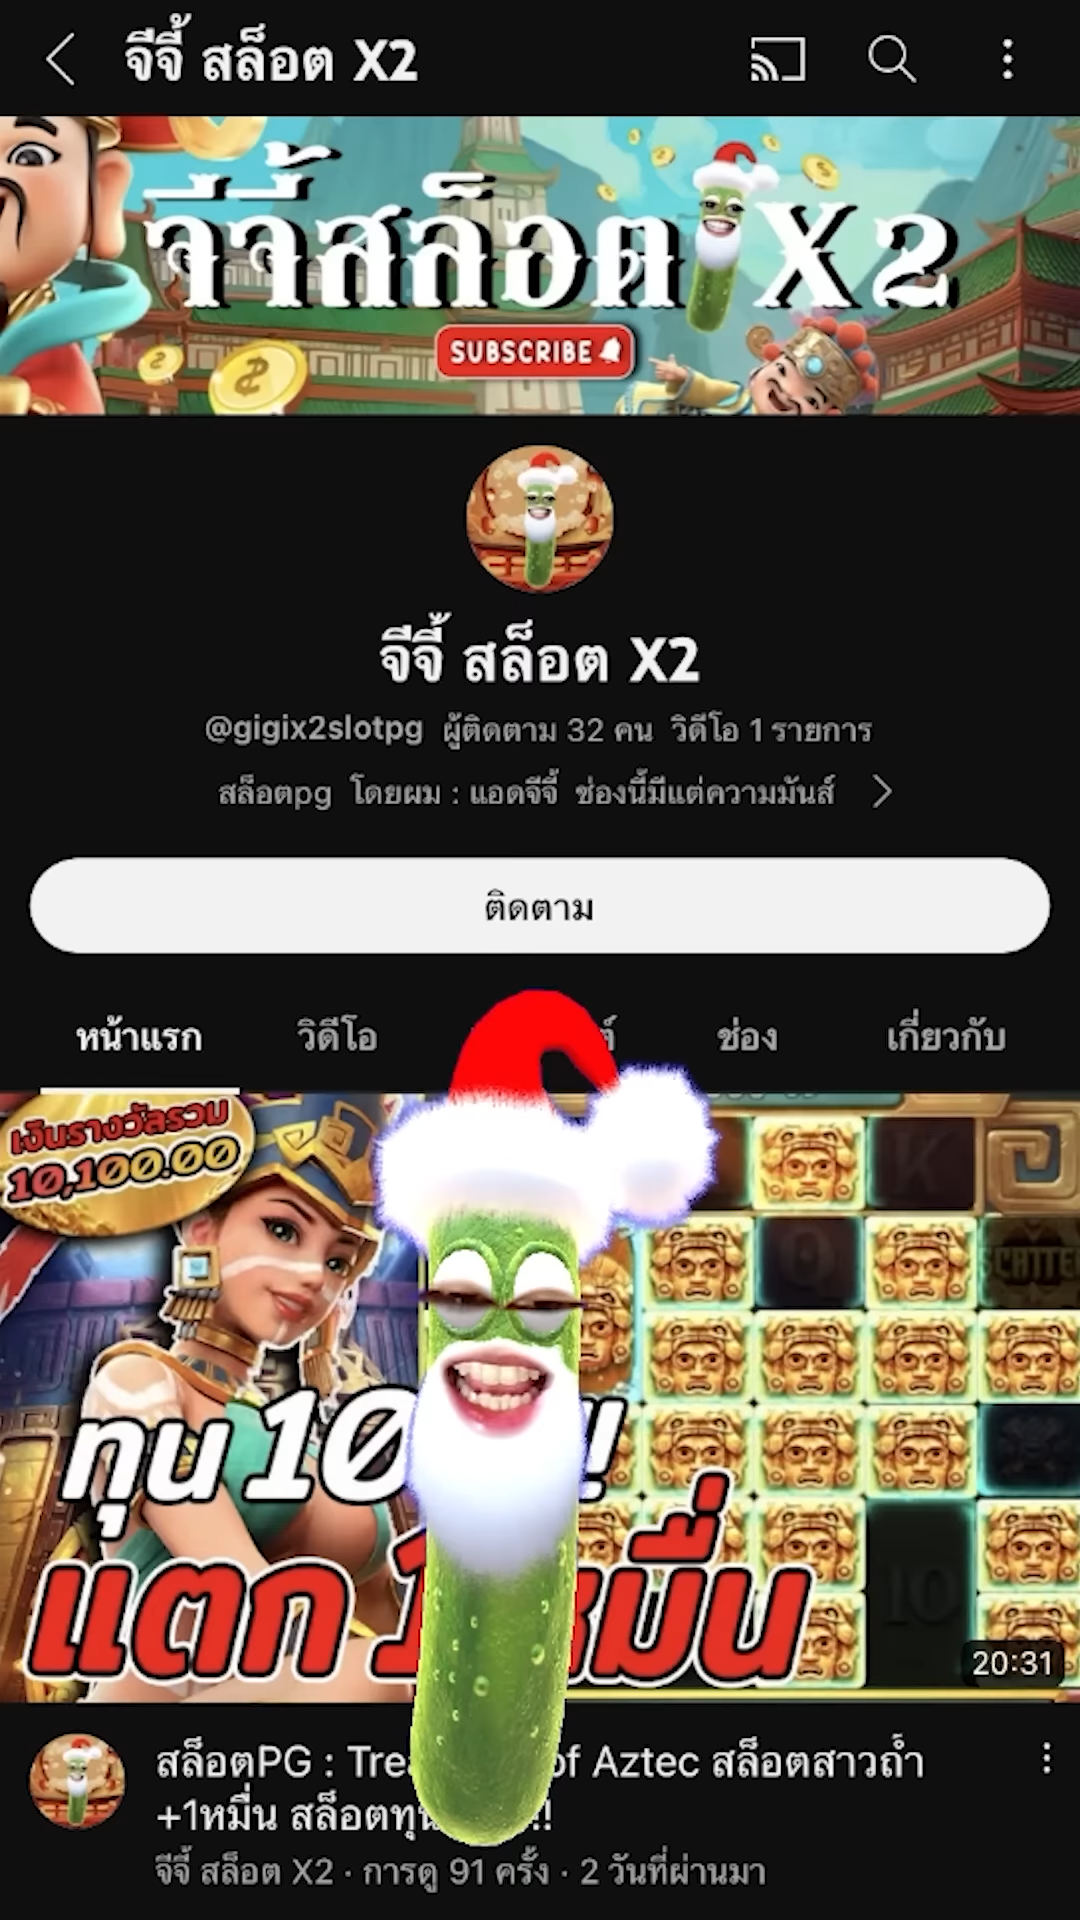 จีจี้ สล็อต X2
จีจี้สล็อต X2
SUBSCRIBE
จีจี้ สล็อต X2
@gigix2slotpg ผู้ติดตาม 32 คน วิดีโอ 1 รายการ
สล็อตpg โดยผม : แอดจีจี้ ช่องนี้มีแต่ความมันส์
ติดตาม
หน้าแรก วิดีโอ ช่อง เกี่ยวกับ
เงินรางวัลรวม
10,100.00
K
Q
SCATTE
ทุน 10 !
แตก 1 หมื่น
10
20:31
สล็อตPG : Trea of Aztec สล็อตสาวถ้ำ
+1หมื่น สล็อตทุ !!
จีจี้ สล็อต X2 · การดู 91 ครั้ง · 2 วันที่ผ่านมา